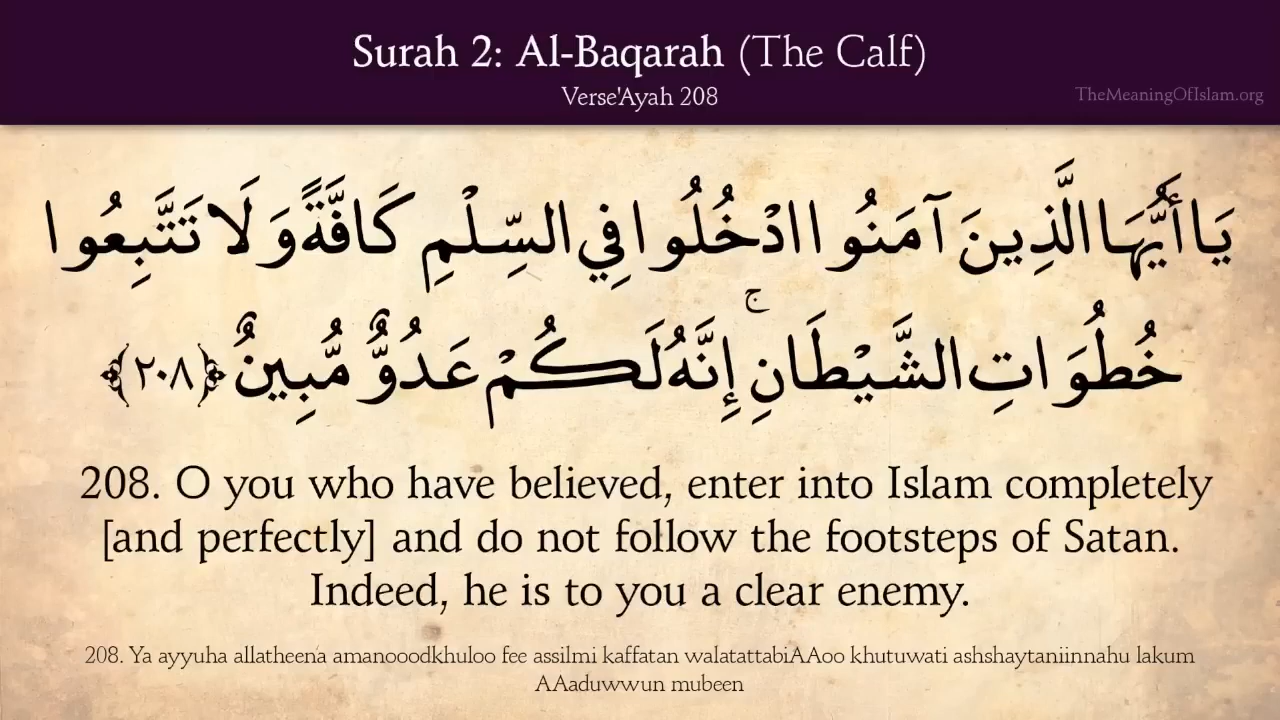 Surah 2: Al-Baqarah (The Calf)
Verse'Ayah 208
TheMeaningOfIslam.org
يَا أَيُّهَا الَّذِينَ آمَنُوا ادْخُلُوا فِي السِّلْمِ كَافَّةً وَلَا تَتَّبِعُوا
خُطُوَاتِ الشَّيْطَانِ ۚ إِنَّهُ لَكُمْ عَدُوٌّ مُّبِينٌ ﴿٢٠٨﴾
208. O you who have believed, enter into Islam completely
[and perfectly] and do not follow the footsteps of Satan.
Indeed, he is to you a clear enemy.
208. Ya ayyuha allatheena amanooodkhuloo fee assilmi kaffatan walatattabiAAoo khutuwati ashshaytaniinnahu lakum
AAaduwwun mubeen